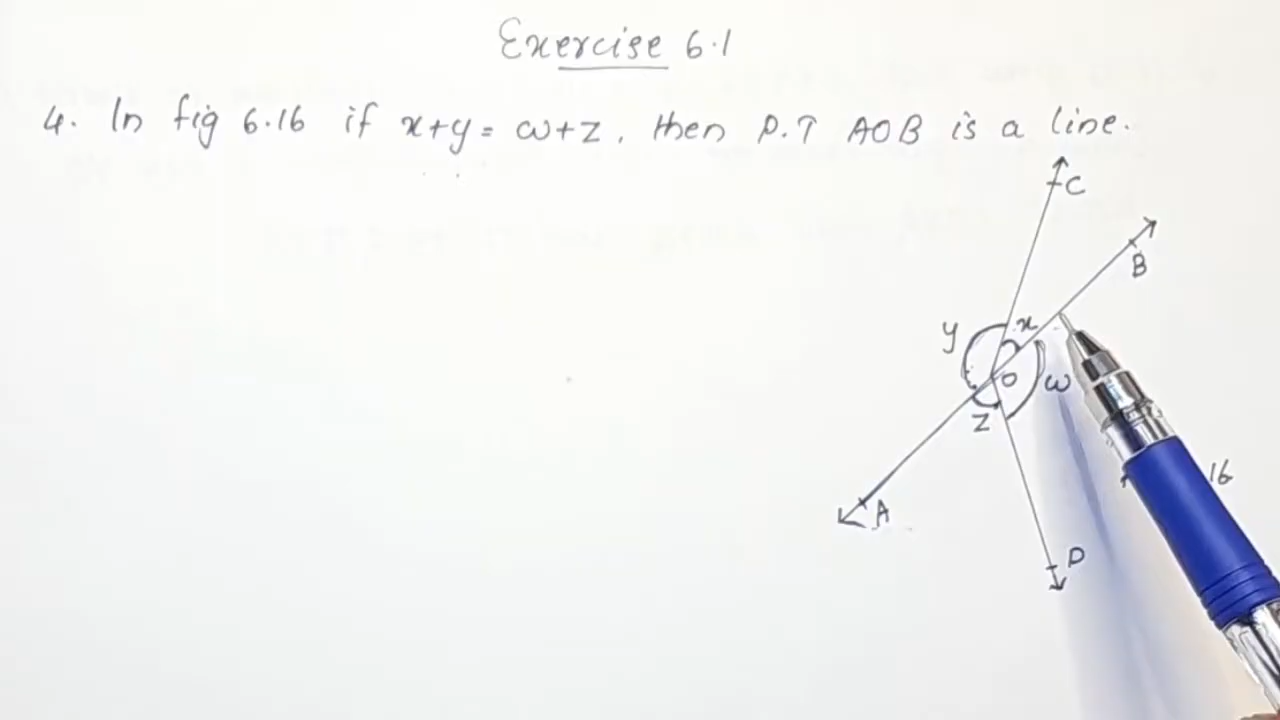 Exercise 6.1
4. In fig 6.16 if x+y = ω+z, then P.T AOB is a line.
C
B
y
x
O
ω
z
16
A
D